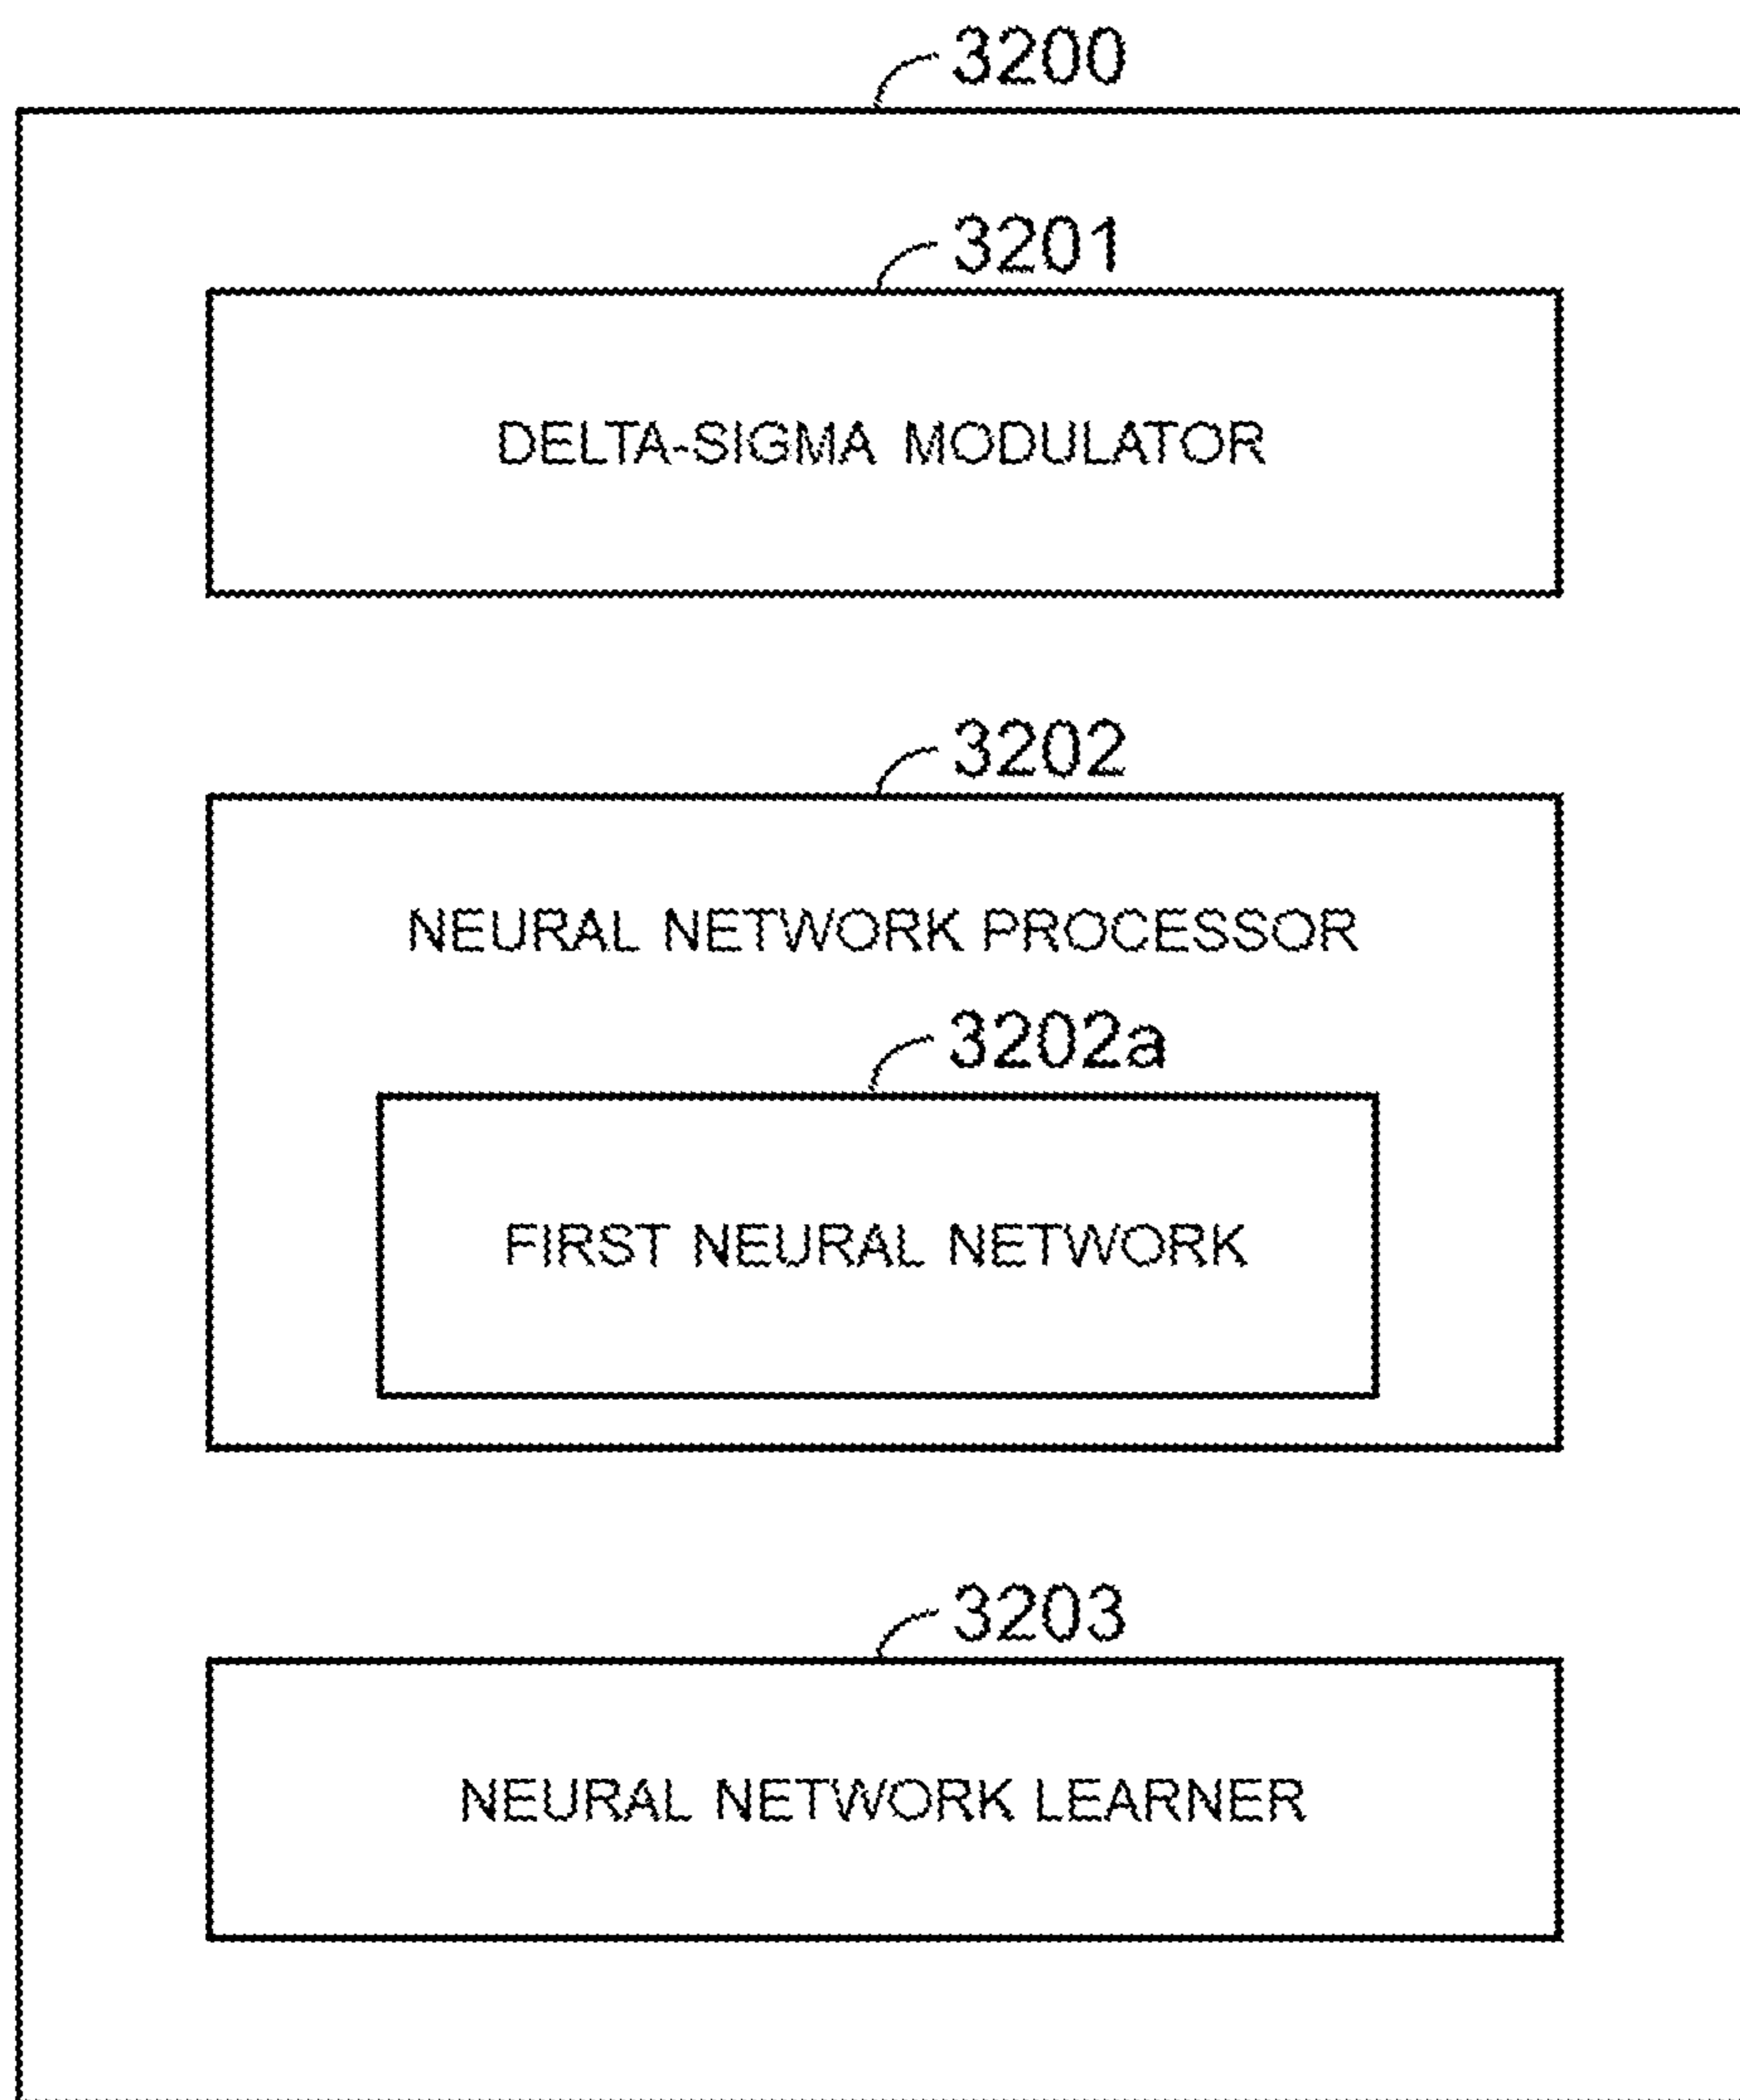 3200
3201
DELTA-SIGMA MODULATOR
3202
NEURAL NETWORK PROCESSOR
3202a
FIRST NEURAL NETWORK
3203
NEURAL NETWORK LEARNER